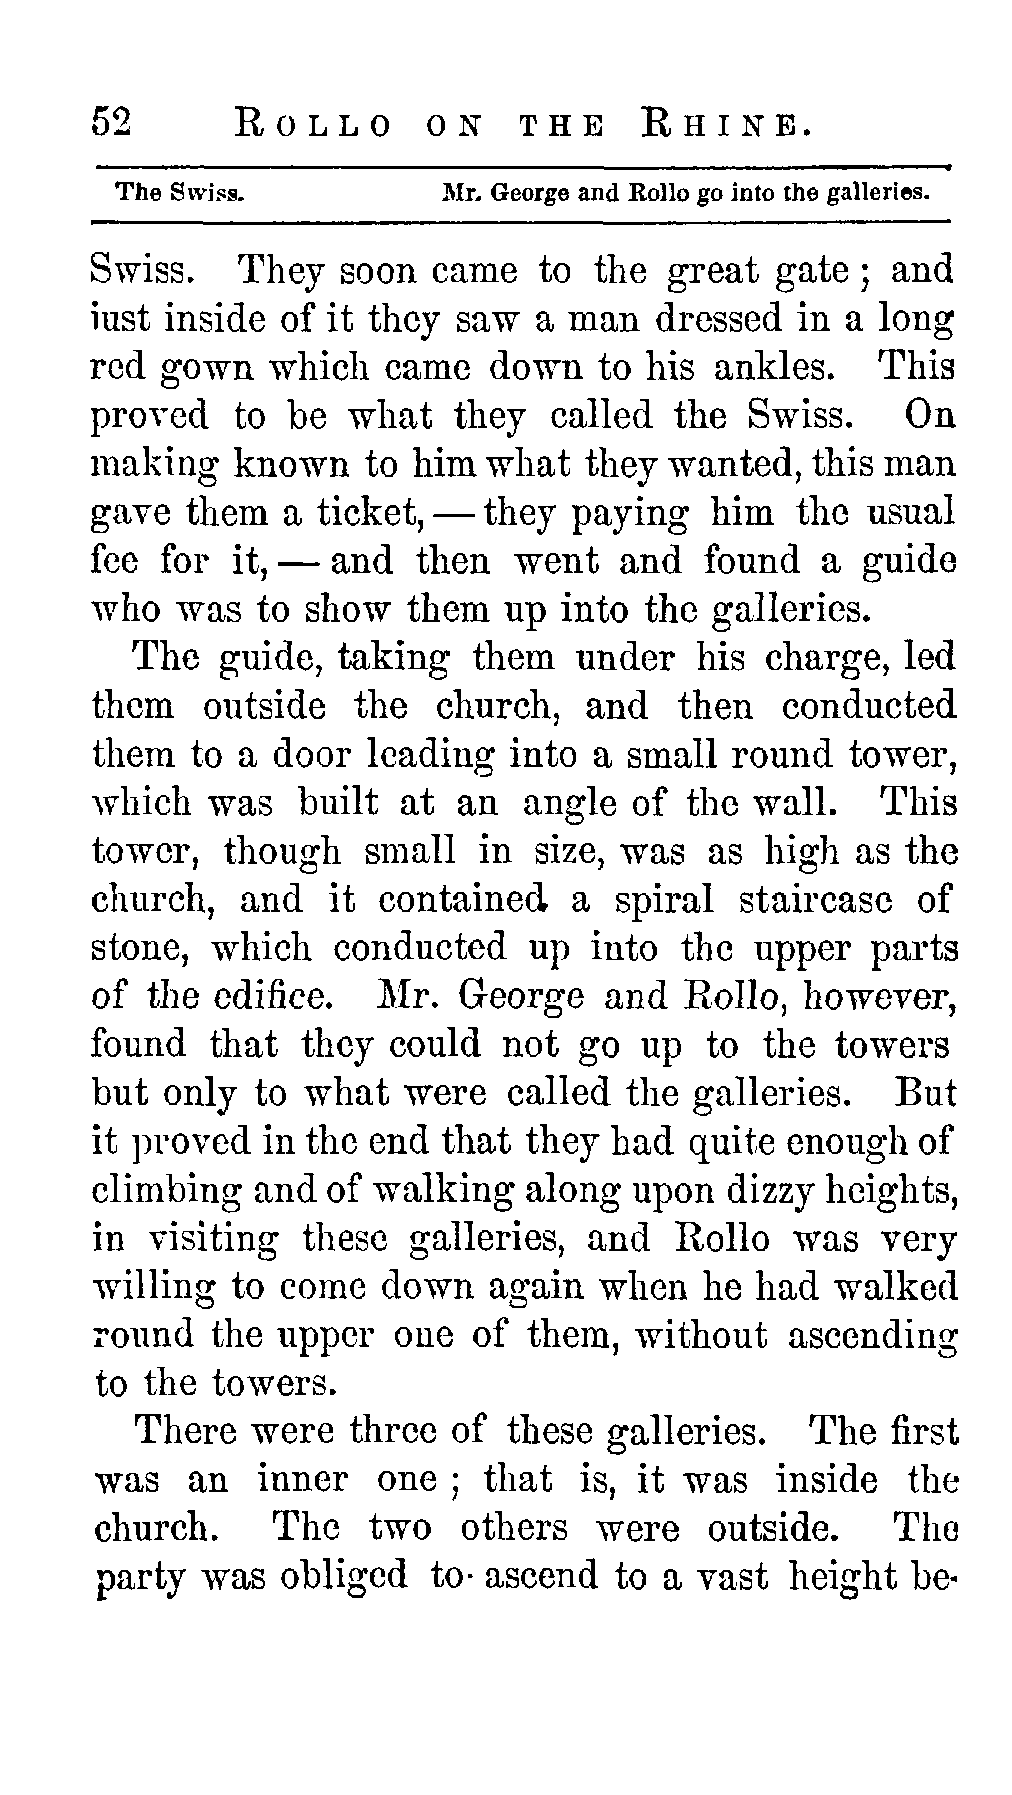 52 ROLLO ON THE RHINE.
The Swiss. Mr. George and Rollo go into the galleries.
Swiss. They soon came to the great gate; and
just inside of it they saw a man dressed in a long
red gown which came down to his ankles. This
proved to be what they called the Swiss. On
making known to him what they wanted, this man
gave them a ticket, — they paying him the usual
fee for it, — and then went and found a guide
who was to show them up into the galleries.
The guide, taking them under his charge, led
them outside the church, and then conducted
them to a door leading into a small round tower,
which was built at an angle of the wall. This
tower, though small in size, was as high as the
church, and it contained a spiral staircase of
stone, which conducted up into the upper parts
of the edifice. Mr. George and Rollo, however,
found that they could not go up to the towers
but only to what were called the galleries. But
it proved in the end that they had quite enough of
climbing and of walking along upon dizzy heights,
in visiting these galleries, and Rollo was very
willing to come down again when he had walked
round the upper one of them, without ascending
to the towers.
There were three of these galleries. The first
was an inner one; that is, it was inside the
church. The two others were outside. The
party was obliged to ascend to a vast height be-